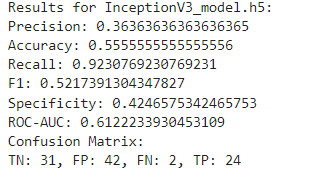 Results for InceptionV3_model.h5:
Precision: 0.36363636363636365
Accuracy: 0.5555555555555556
Recall: 0.9230769230769231
F1: 0.5217391304347827
Specificity: 0.4246575342465753
ROC-AUC: 0.6122233930453109
Confusion Matrix:
TN: 31, FP: 42, FN: 2, TP: 24